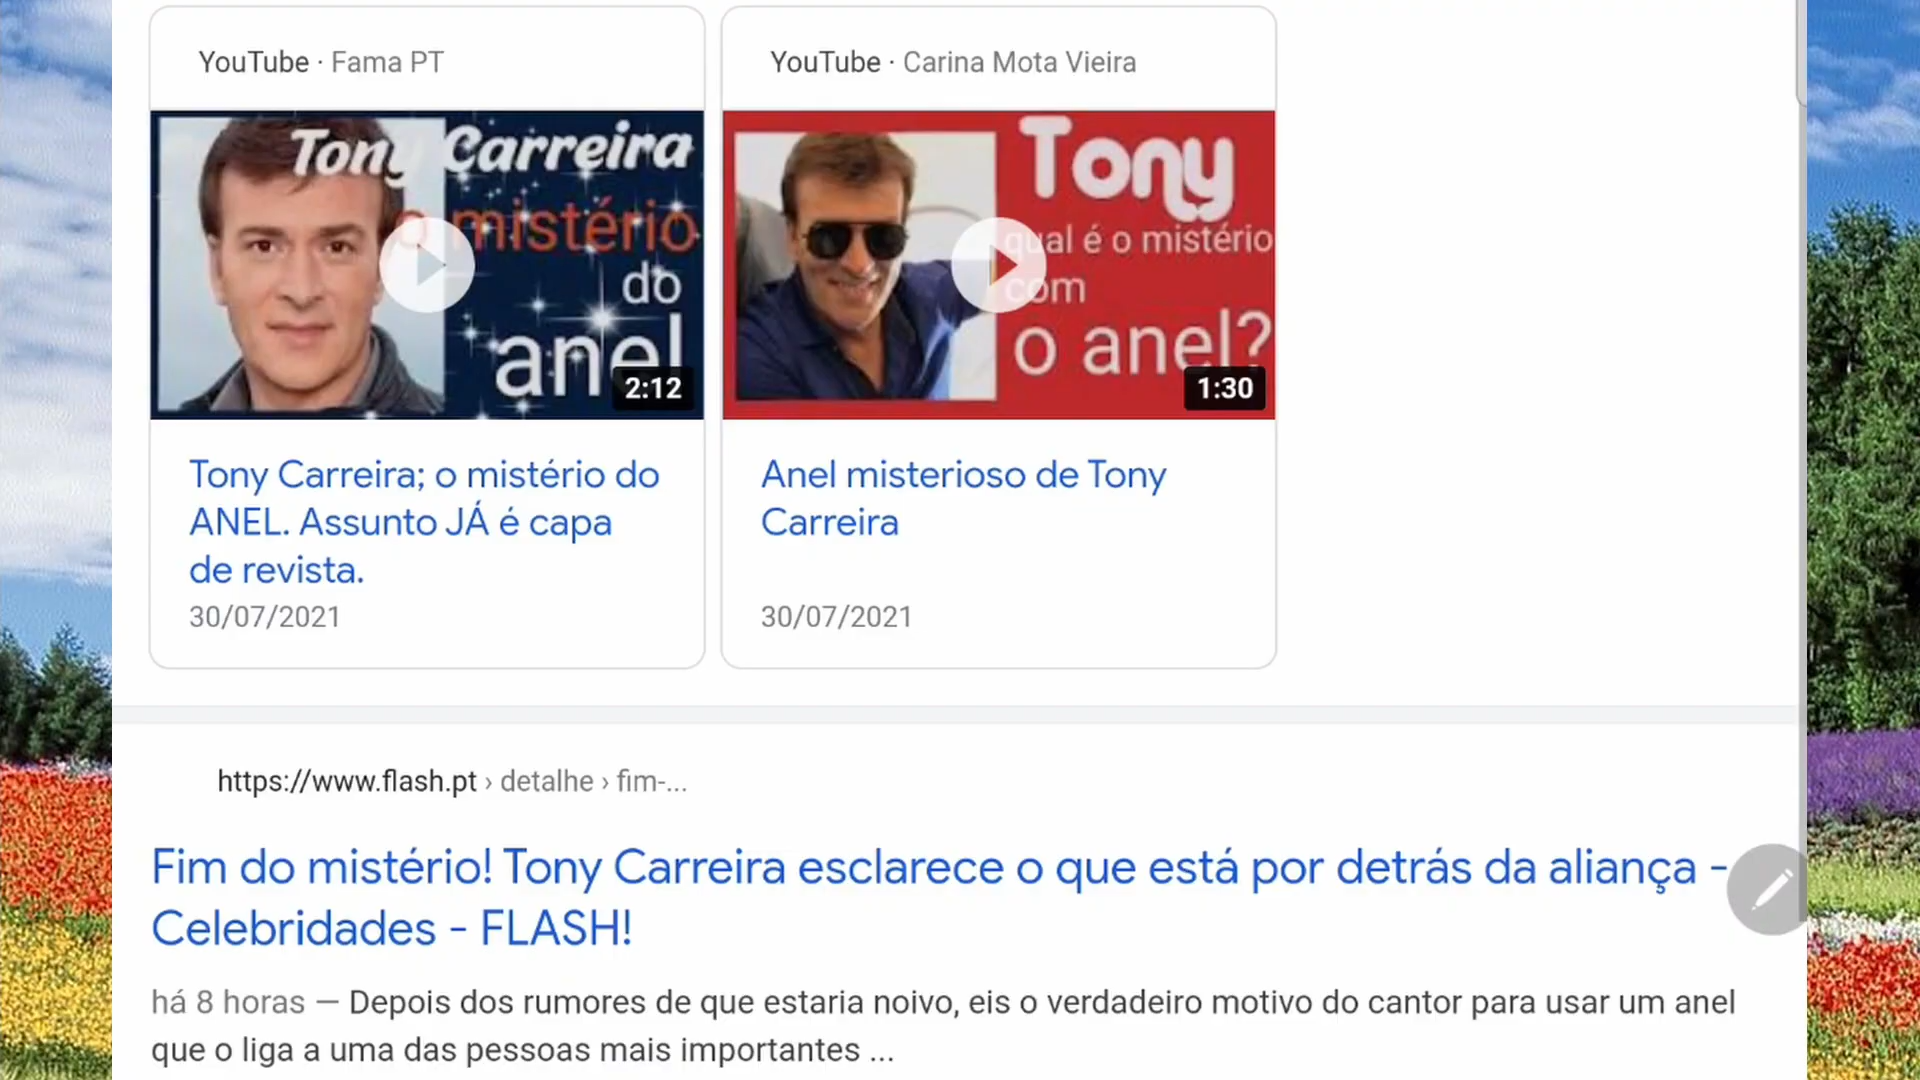 YouTube · Fama PT
Tony Carreira
o mistério
do
anel
2:12
Tony Carreira; o mistério do
ANEL. Assunto JÁ é capa
de revista.
30/07/2021
YouTube · Carina Mota Vieira
Tony
qual é o mistério
com
o anel?
1:30
Anel misterioso de Tony
Carreira
30/07/2021
https://www.flash.pt › detalhe › fim-...
Fim do mistério! Tony Carreira esclarece o que está por detrás da aliança -
Celebridades - FLASH!
há 8 horas — Depois dos rumores de que estaria noivo, eis o verdadeiro motivo do cantor para usar um anel
que o liga a uma das pessoas mais importantes ...